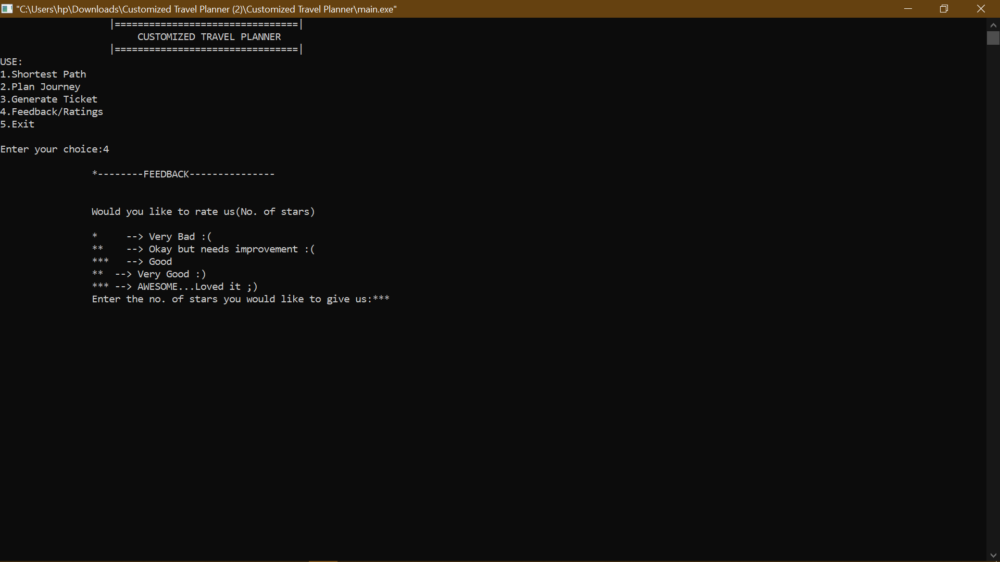 "C:\Users\hp\Downloads\Customized Travel Planner (2)\Customized Travel Planner\main.exe"
|================================|
CUSTOMIZED TRAVEL PLANNER
|================================|
USE:
1.Shortest Path
2.Plan Journey
3.Generate Ticket
4.Feedback/Ratings
5.Exit
Enter your choice:4
*--------FEEDBACK---------------
Would you like to rate us(No. of stars)
*     --> Very Bad :(
**    --> Okay but needs improvement :(
***   --> Good
**  --> Very Good :)
*** --> AWESOME...Loved it ;)
Enter the no. of stars you would like to give us:***